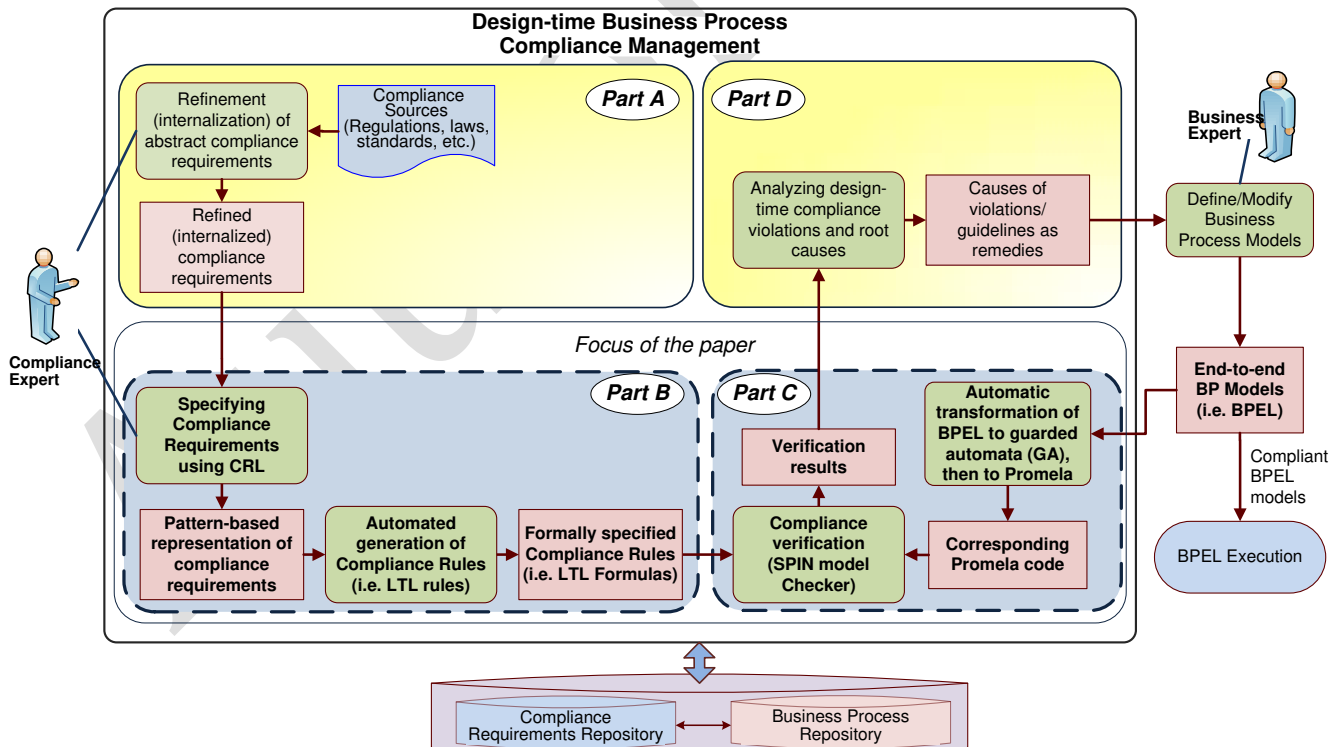 Design-time Business Process
Compliance Management
Part A
Refinement
(internalization) of
abstract compliance
requirements
Compliance
Sources
(Regulations, laws,
standards, etc.)
Refined
(internalized)
compliance
requirements
Part D
Analyzing design-
time compliance
violations and root
causes
Causes of
violations/
guidelines as
remedies
Business
Expert
Define/Modify
Business
Process Models
Compliance
Expert
Focus of the paper
Part B
Specifying
Compliance
Requirements
using CRL
Pattern-based
representation of
compliance
requirements
Automated
generation of
Compliance Rules
(i.e. LTL rules)
Formally specified
Compliance Rules
(i.e. LTL Formulas)
Part C
Verification
results
Automatic
transformation of
BPEL to guarded
automata (GA),
then to Promela
Compliance
verification
(SPIN model
Checker)
Corresponding
Promela code
End-to-end
BP Models
(i.e. BPEL)
Compliant
BPEL
models
BPEL Execution
Compliance
Requirements Repository
Business Process
Repository